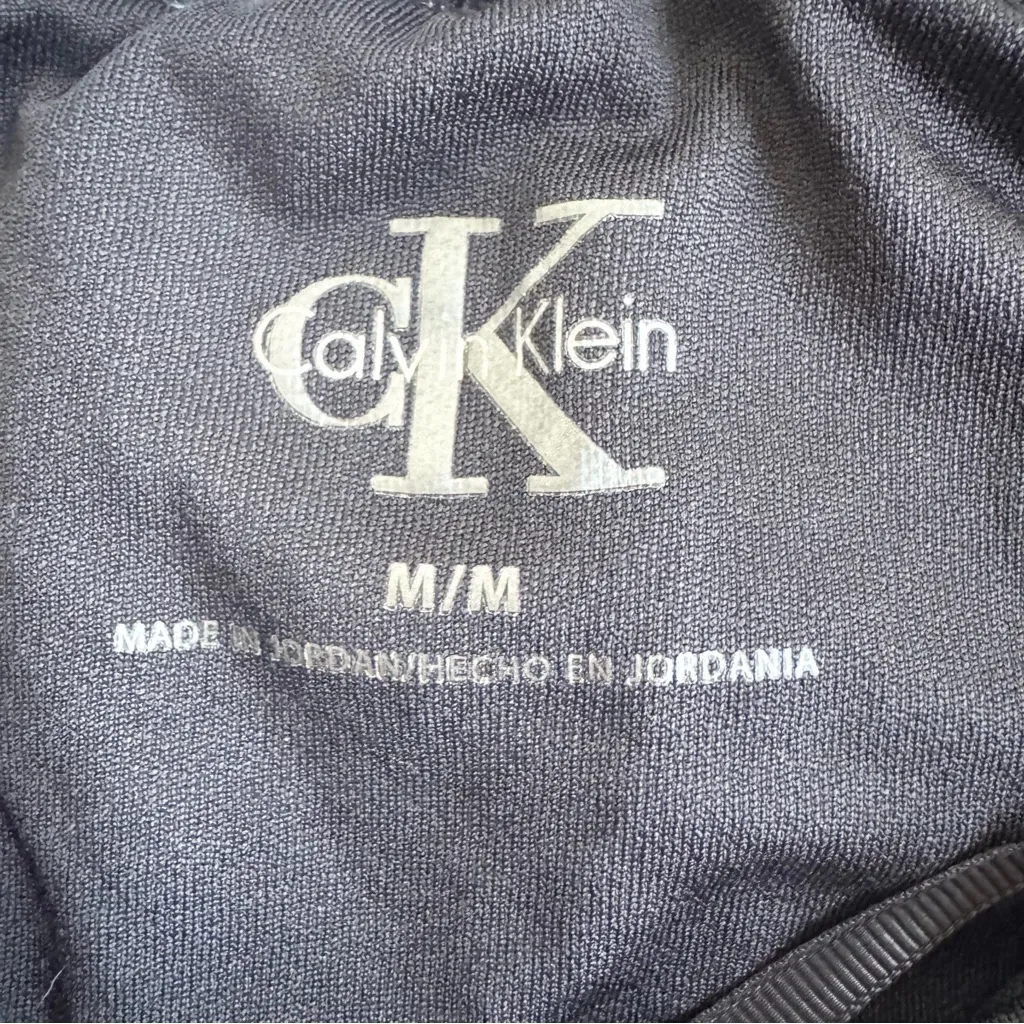 CK
Calvin Klein
M/M
MADE IN JORDAN/HECHO EN JORDANIA